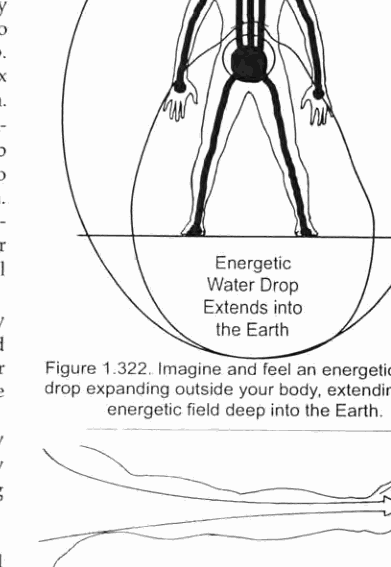 Energetic
Water Drop
Extends into
the Earth
Figure 1.322. Imagine and feel an energetic
drop expanding outside your body, extendin
energetic field deep into the Earth.